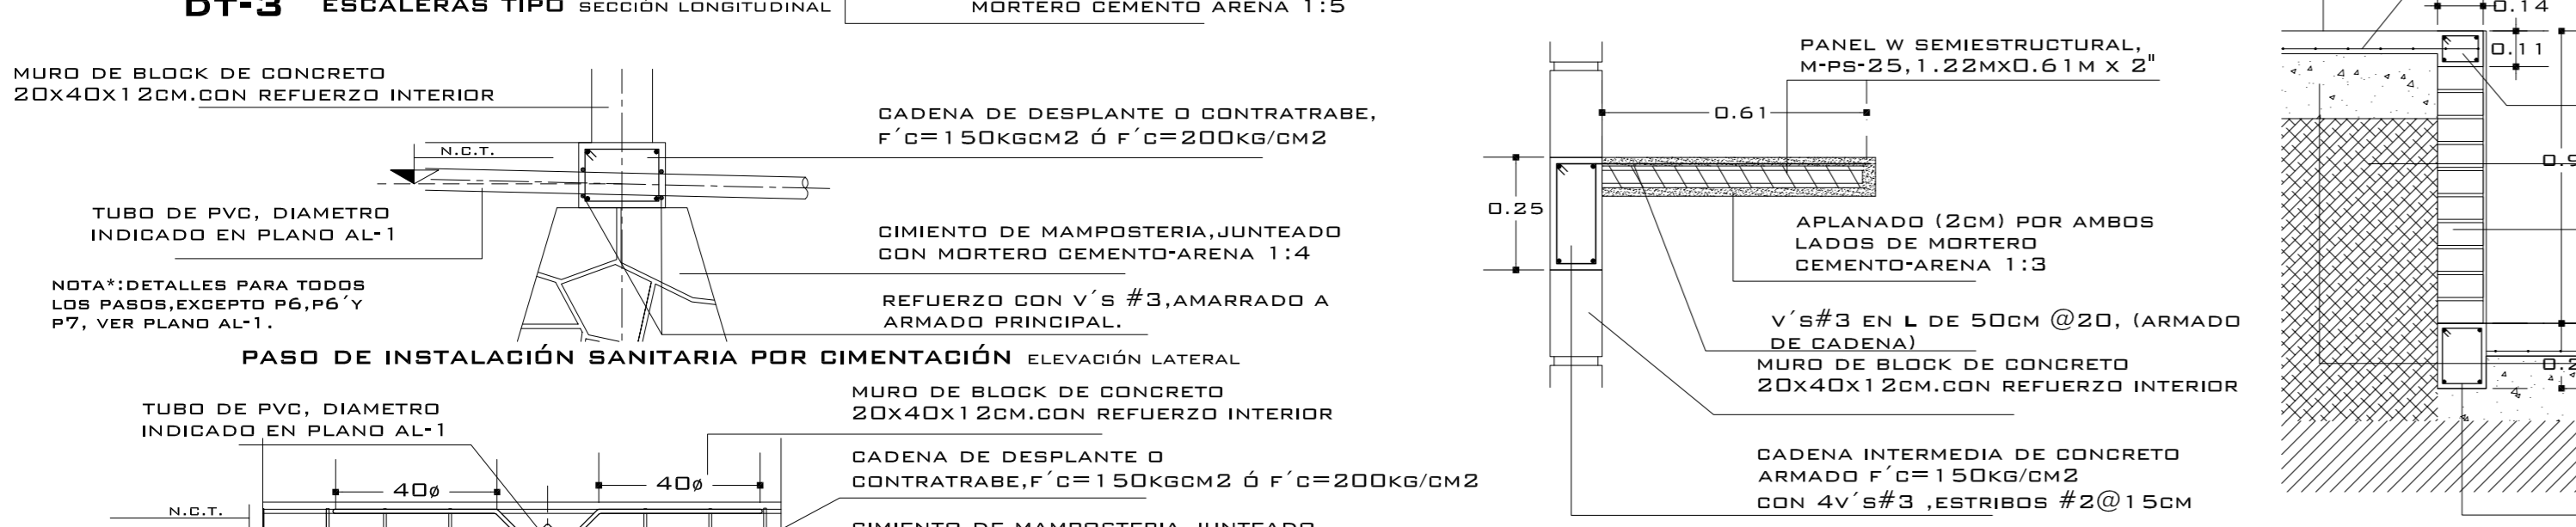 DT-3 ESCALERAS TIPO SECCIÓN LONGITUDINAL
MORTERO CEMENTO ARENA 1:5
MURO DE BLOCK DE CONCRETO
20X40X12CM.CON REFUERZO INTERIOR
N.C.T.
CADENA DE DESPLANTE O CONTRATRABE,
F´C=150KGCM2 Ó F´C=200KG/CM2
TUBO DE PVC, DIAMETRO
INDICADO EN PLANO AL-1
CIMIENTO DE MAMPOSTERIA,JUNTEADO
CON MORTERO CEMENTO-ARENA 1:4
NOTA*:DETALLES PARA TODOS
LOS PASOS,EXCEPTO P6,P6´Y
P7, VER PLANO AL-1.
REFUERZO CON V´S #3,AMARRADO A
ARMADO PRINCIPAL.
PASO DE INSTALACIÓN SANITARIA POR CIMENTACIÓN ELEVACIÓN LATERAL
TUBO DE PVC, DIAMETRO
INDICADO EN PLANO AL-1
MURO DE BLOCK DE CONCRETO
20X40X12CM.CON REFUERZO INTERIOR
CADENA DE DESPLANTE O
CONTRATRABE,F´C=150KGCM2 Ó F´C=200KG/CM2
40ø
40ø
N.C.T.
CIMIENTO DE MAMPOSTERIA,JUNTEADO
PANEL W SEMIESTRUCTURAL,
M-PS-25,1.22MX0.61M X 2"
0.61
0.25
APLANADO (2CM) POR AMBOS
LADOS DE MORTERO
CEMENTO-ARENA 1:3
V´S#3 EN L DE 50CM @20, (ARMADO
DE CADENA)
MURO DE BLOCK DE CONCRETO
20X40X12CM.CON REFUERZO INTERIOR
CADENA INTERMEDIA DE CONCRETO
ARMADO F´C=150KG/CM2
CON 4V´S#3 ,ESTRIBOS #2@15CM
0.14
0.11